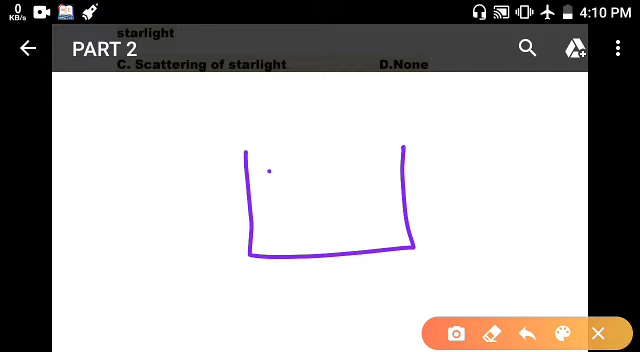 0
KB/s
4:10 PM
starlight
PART 2
C. Scattering of starlight D.None